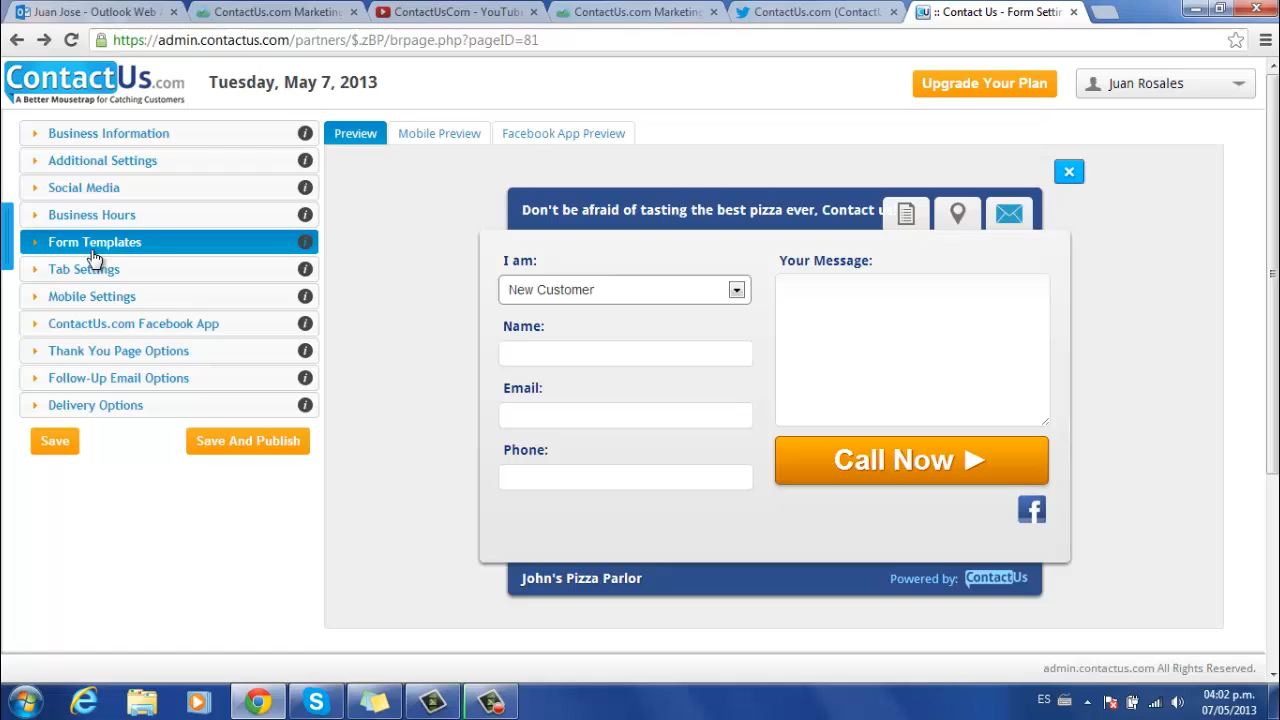 Juan Jose - Outlook Web A
ContactUs.com Marketing
ContactUsCom - YouTube
ContactUs.com Marketing
ContactUs.com (Contact
:: Contact Us - Form Settin
https://admin.contactus.com/partners/$.zBP/brpage.php?pageID=81
ContactUs.com
A Better Mousetrap for Catching Customers
Tuesday, May 7, 2013
Upgrade Your Plan
Juan Rosales
Business Information
Additional Settings
Social Media
Business Hours
Form Templates
Tab Settings
Mobile Settings
ContactUs.com Facebook App
Thank You Page Options
Follow-Up Email Options
Delivery Options
Save
Save And Publish
Preview
Mobile Preview
Facebook App Preview
Don't be afraid of tasting the best pizza ever, Contact us
I am:
New Customer
Name:
Email:
Phone:
Your Message:
Call Now
John's Pizza Parlor
Powered by: ContactUs
admin.contactus.com All Rights Reserved.
ES
04:02 p.m.
07/05/2013